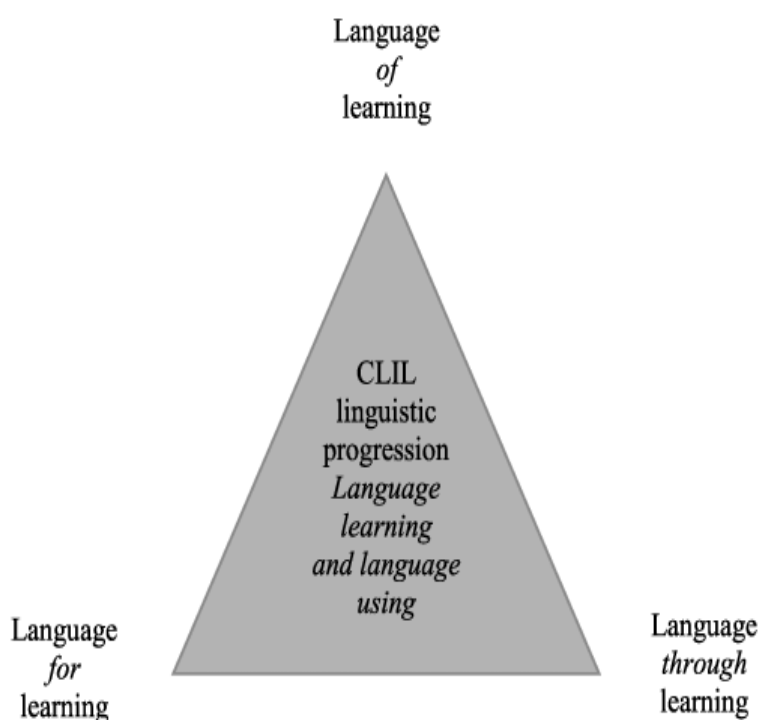 Language
of
learning
CLIL
linguistic
progression
Language
learning
and language
using
Language
for
learning
Language
through
learning